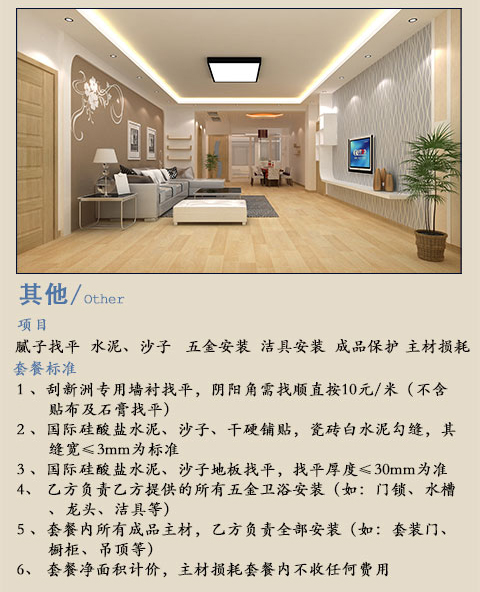 其他/Other
项目
腻子找平 水泥、沙子 五金安装 洁具安装 成品保护 主材损耗
套餐标准
1、刮新洲专用墙衬找平，阴阳角需找顺直按10元/米（不含
贴布及石膏找平）
2、国际硅酸盐水泥、沙子、干硬铺贴，瓷砖白水泥勾缝，其
缝宽≤3mm为标准
3、国际硅酸盐水泥、沙子地板找平，找平厚度≤30mm为准
4、乙方负责乙方提供的所有五金卫浴安装（如：门锁、水槽
、龙头、洁具等）
5、套餐内所有成品主材，乙方负责全部安装（如：套装门、
橱柜、吊顶等）
6、套餐净面积计价，主材损耗套餐内不收任何费用